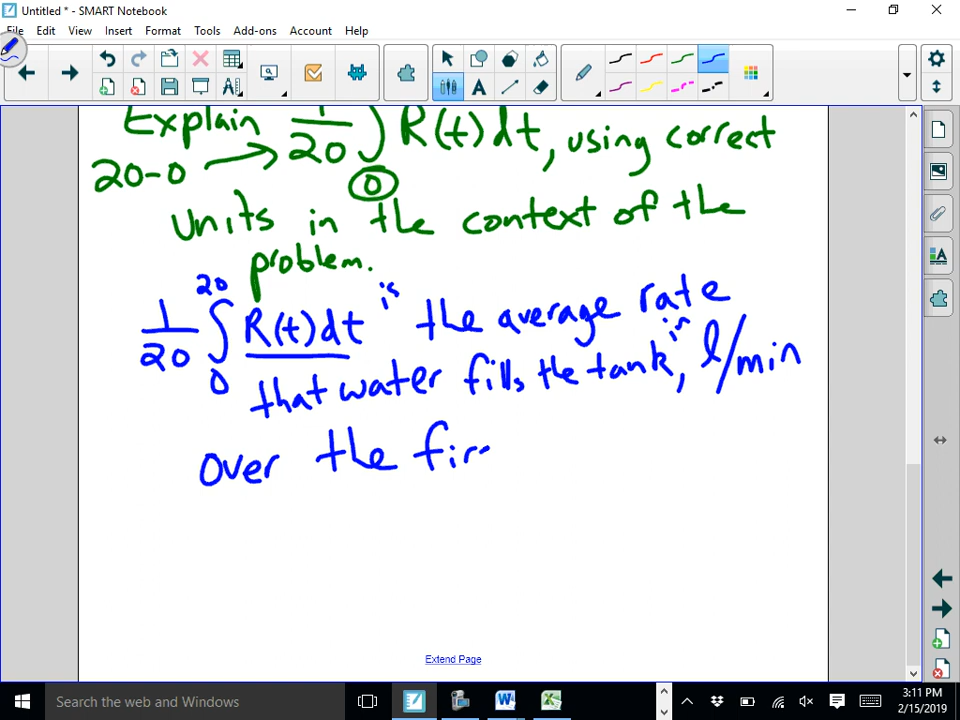 Untitled * - SMART Notebook
File Edit View Insert Format Tools Add-ons Account Help
Explain 1/20 ∫ R(t)dt, using correct
20-0
0
units in the context of the
problem.
1/20 ∫₀²⁰ R(t)dt is the average rate
that water fills the tank, in l/min
over the fir
Extend Page
Search the web and Windows
3:11 PM
2/15/2019